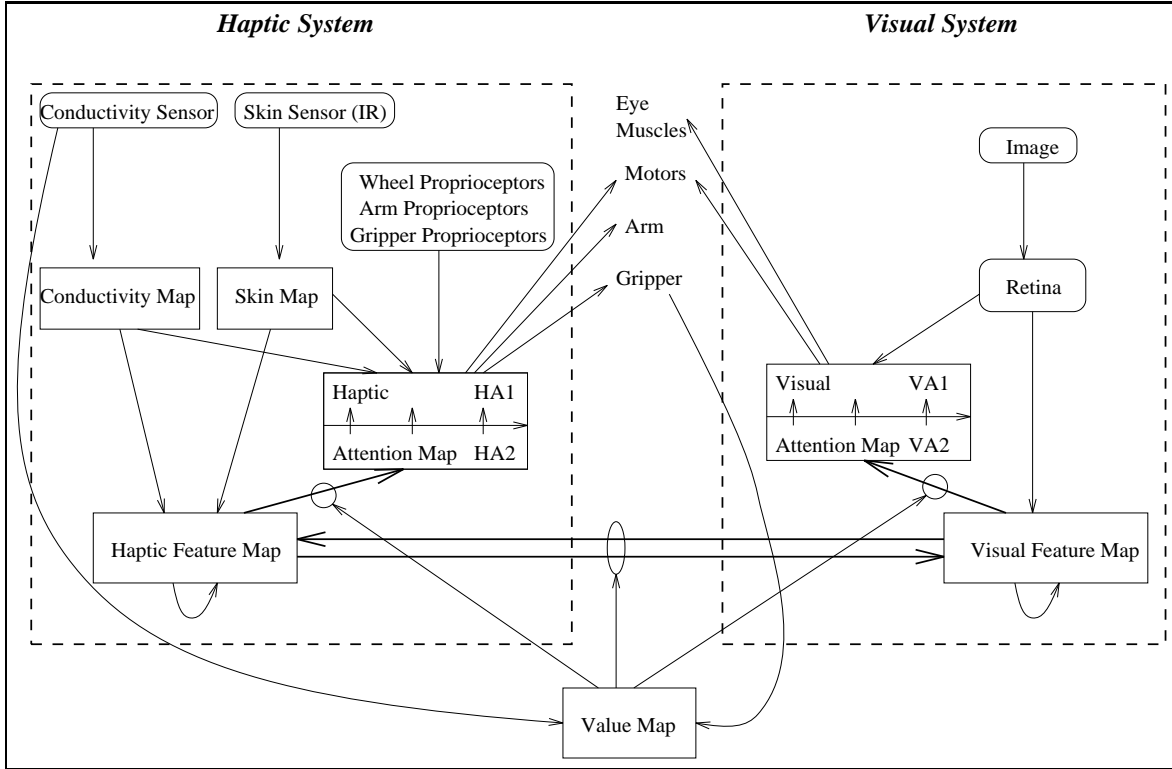 Haptic System
Visual System
Conductivity Sensor
Skin Sensor (IR)
Eye
Muscles
Image
Motors
Wheel Proprioceptors
Arm Proprioceptors
Gripper Proprioceptors
Arm
Gripper
Conductivity Map
Skin Map
Retina
Haptic HA1
Attention Map HA2
Visual VA1
Attention Map VA2
Haptic Feature Map
Visual Feature Map
Value Map